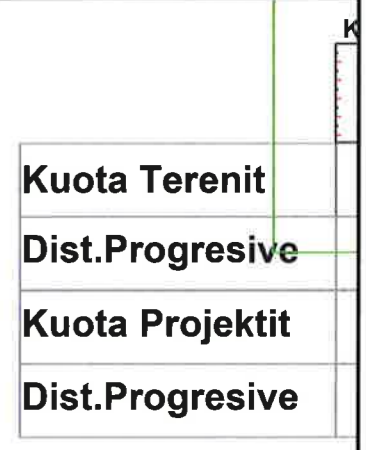 K
Kuota Terenit
Dist.Progresive
Kuota Projektit
Dist.Progresive